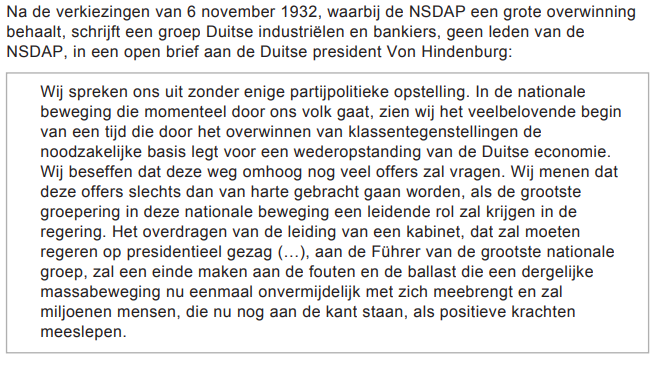 Na de verkiezingen van 6 november 1932, waarbij de NSDAP een grote overwinning
behaalt, schrijft een groep Duitse industriëlen en bankiers, geen leden van de
NSDAP, in een open brief aan de Duitse president Von Hindenburg:
Wij spreken ons uit zonder enige partijpolitieke opstelling. In de nationale
beweging die momenteel door ons volk gaat, zien wij het veelbelovende begin
van een tijd die door het overwinnen van klassentegenstellingen de
noodzakelijke basis legt voor een wederopstanding van de Duitse economie.
Wij beseffen dat deze weg omhoog nog veel offers zal vragen. Wij menen dat
deze offers slechts dan van harte gebracht gaan worden, als de grootste
groepering in deze nationale beweging een leidende rol zal krijgen in de
regering. Het overdragen van de leiding van een kabinet, dat zal moeten
regeren op presidentieel gezag (…), aan de Führer van de grootste nationale
groep, zal een einde maken aan de fouten en de ballast die een dergelijke
massabeweging nu eenmaal onvermijdelijk met zich meebrengt en zal
miljoenen mensen, die nu nog aan de kant staan, als positieve krachten
meeslepen.